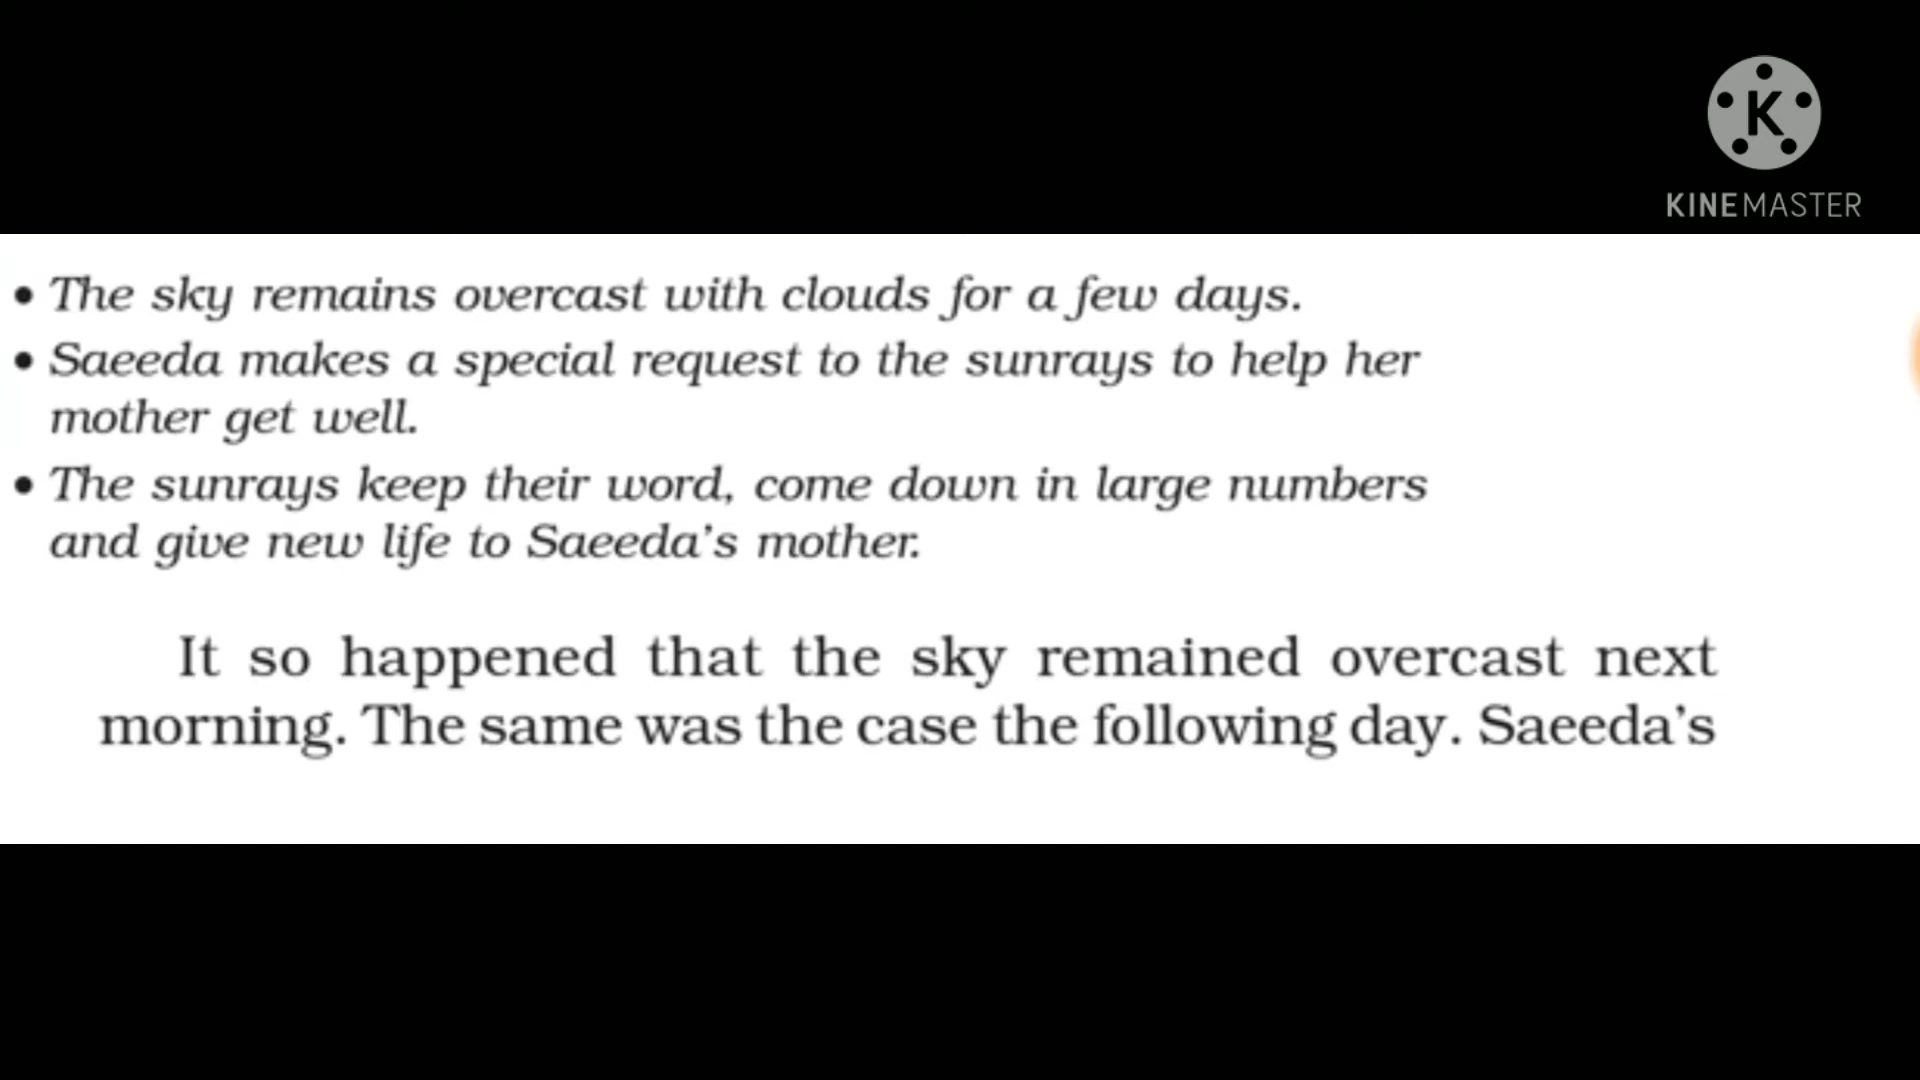 K
KINEMASTER
• The sky remains overcast with clouds for a few days.
• Saeeda makes a special request to the sunrays to help her
mother get well.
• The sunrays keep their word, come down in large numbers
and give new life to Saeeda’s mother.
It so happened that the sky remained overcast next
morning. The same was the case the following day. Saeeda’s